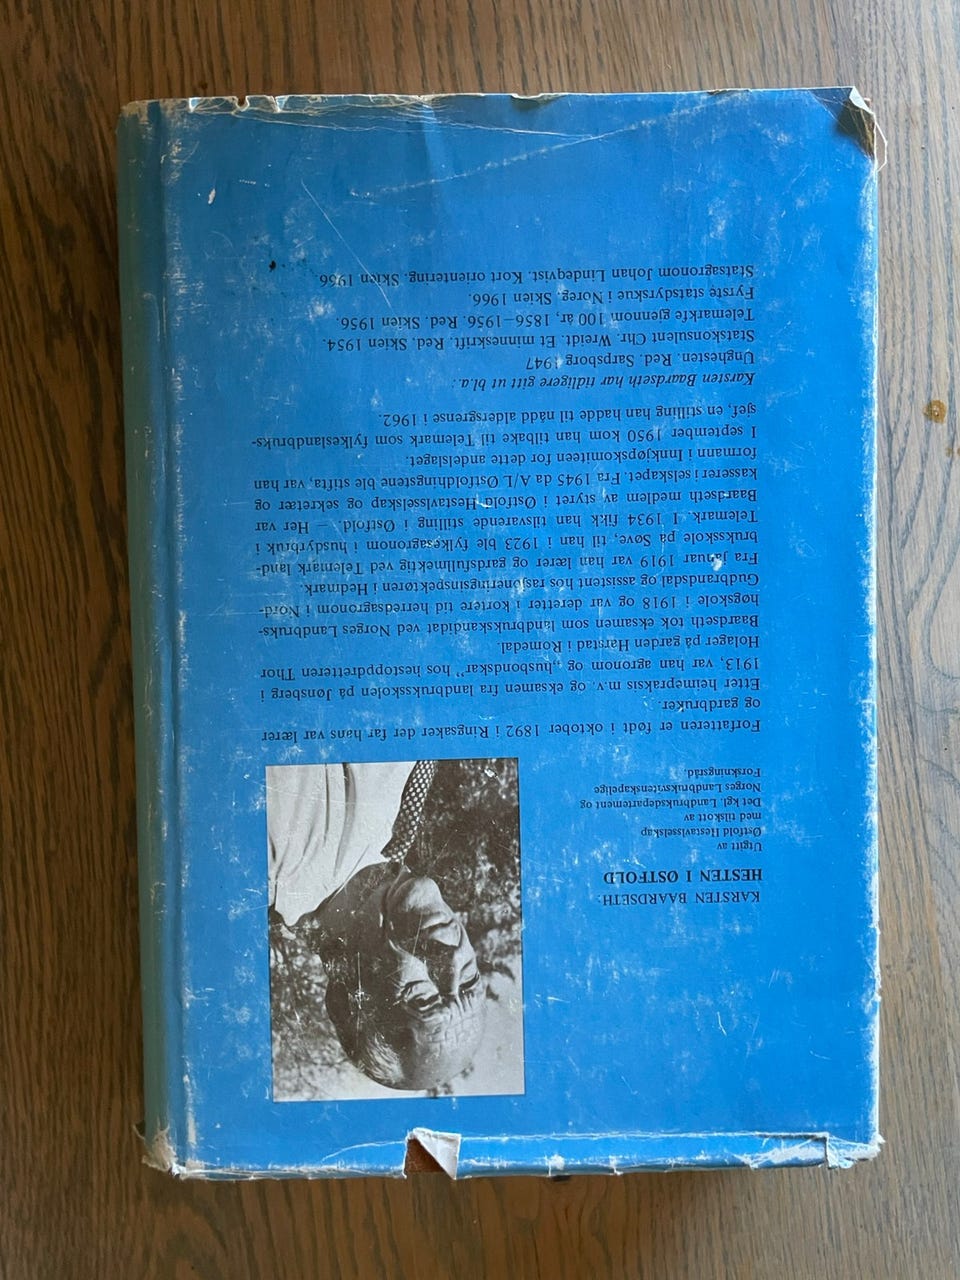 KARSTEN BAARDSETH:
HESTEN I ØSTFOLD
Utgitt av
Østfold Hestavlsselskap
med tilskott av
Det kgl. Landbruksdepartement og
Norges Landbruksvitenskapelige
Forskningsråd.
Forfatteren er født i oktober 1892 i Ringsaker der far hans var lærer
og gardbruker.
Etter heimepraksis m.v. og eksamen fra landbruksskolen på Jønsberg i
1913, var han agronom og „husbondskar” hos hestoppdretteren Thor
Holager på garden Harstad i Romedal.
Baardseth tok eksamen som landbrukskandidat ved Norges Landbruks-
høgskole i 1918 og var deretter i kortere tid herredsagronom i Nord-
Gudbrandsdal og assistent hos rasjoneringsinspektøren i Hedmark.
Fra januar 1919 var han lærer og gardsfullmektig ved Telemark land-
bruksskole på Søve, til han i 1923 ble fylkesagronom i husdyrbruk i
Telemark. I 1934 fikk han tilsvarende stilling i Østfold. — Her var
Baardseth medlem av styret i Østfold Hestavlsselskap og sekretær og
kasserer i selskapet. Fra 1945 da A/L Østfoldhingstene ble stifta, var han
formann i Innkjøpskomiteen for dette andelslaget.
I september 1950 kom han tilbake til Telemark som fylkeslandbruks-
sjef, en stilling han hadde til nådd aldersgrense i 1962.
Karsten Baardseth har tidligere gitt ut bl.a.:
Unghesten. Red. Sarpsborg 1947
Statskonsulent Chr. Wreidt. Et minneskrift. Red. Skien 1954.
Telemarkfe gjennom 100 år, 1856—1956. Red. Skien 1956.
Fyrste statsdyrskue i Noreg. Skien 1966.
Statsagronom Johan Lindeqvist. Kort orientering. Skien 1966.